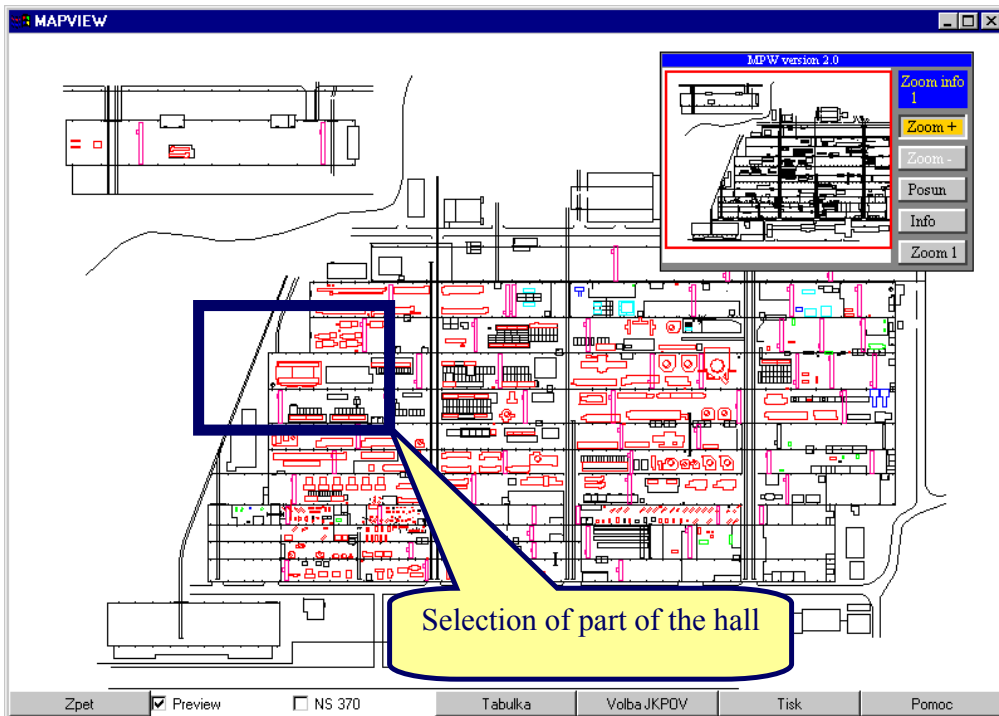 MAPVIEW
MPW version 2.0
Zoom info
1
Zoom +
Zoom -
Posun
Info
Zoom 1
Selection of part of the hall
Zpet
Preview
NS 370
Tabulka
Volba JKPOV
Tisk
Pomoc